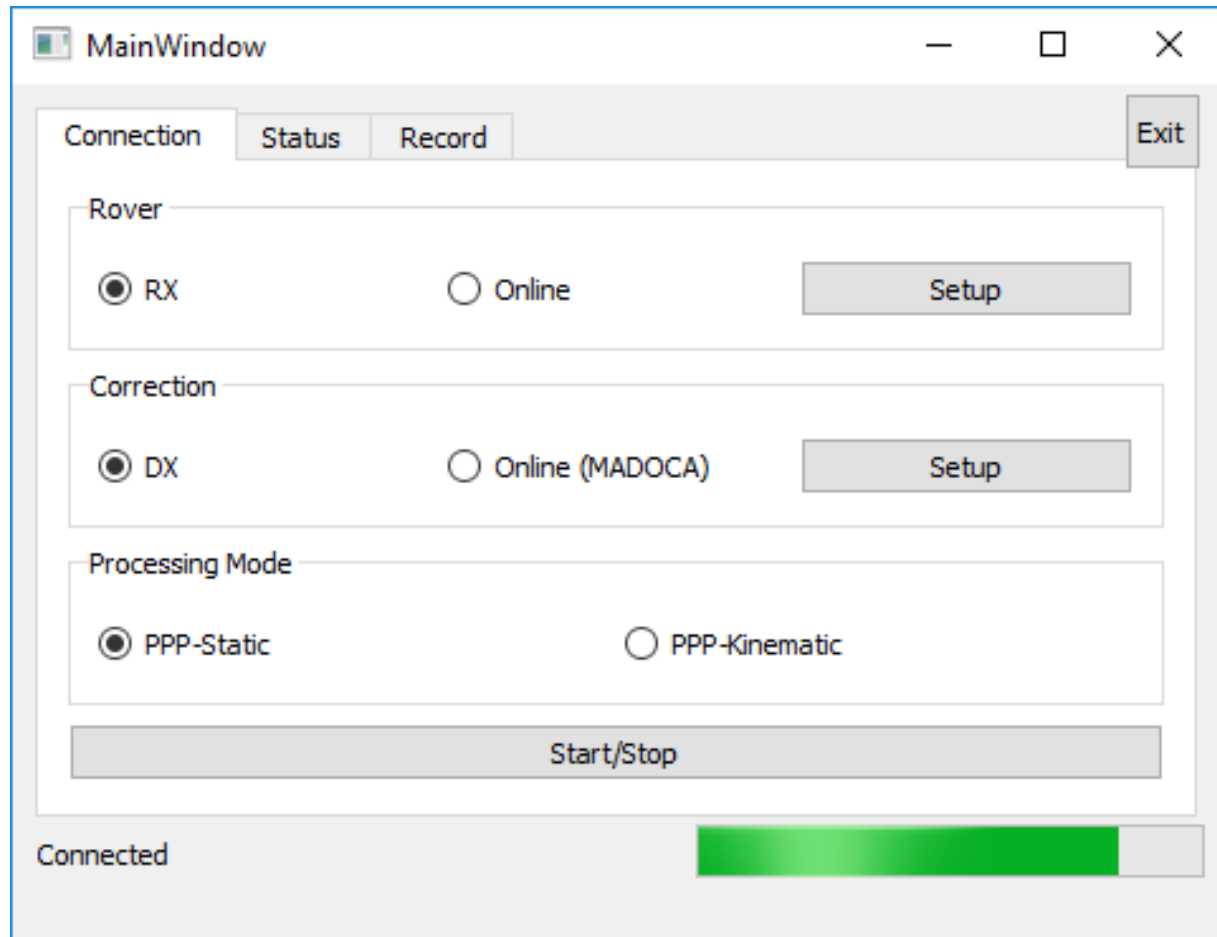 MainWindow
Connection Status Record Exit
Rover
RX Online Setup
Correction
DX Online (MADOCA) Setup
Processing Mode
PPP-Static PPP-Kinematic
Start/Stop
Connected